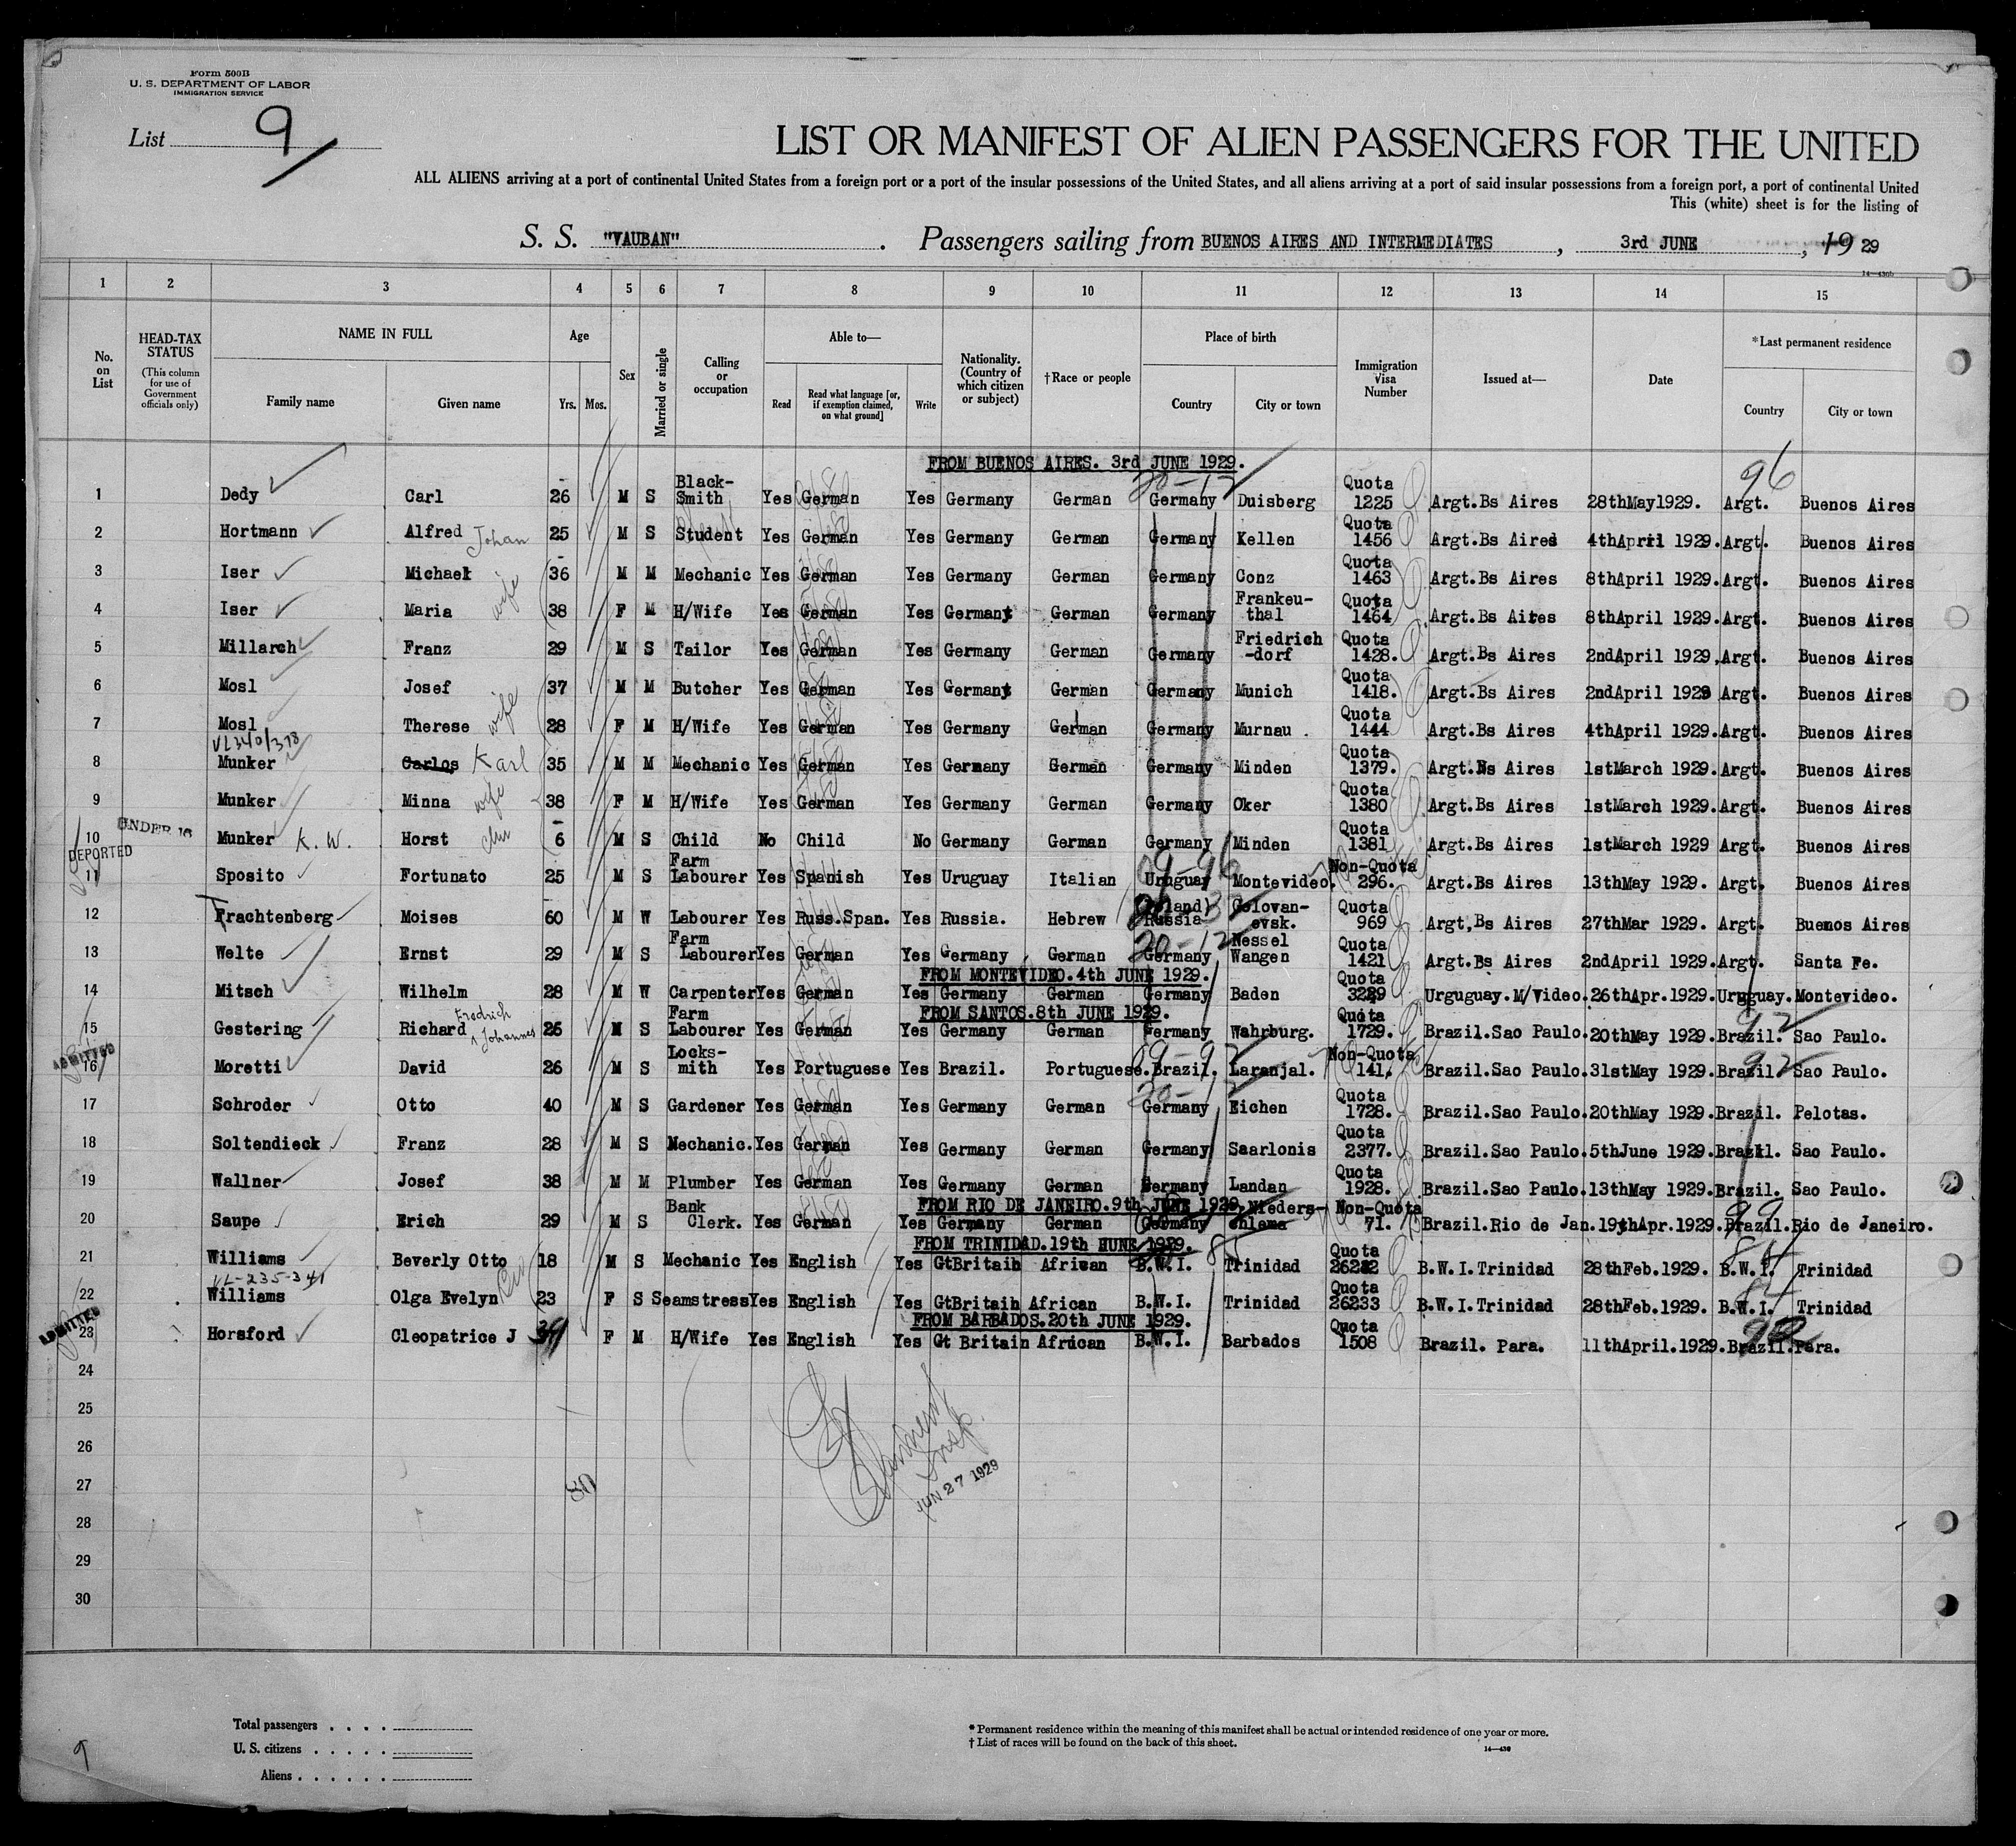 Form 500B
U. S. DEPARTMENT OF LABOR
IMMIGRATION SERVICE
List 9
LIST OR MANIFEST OF ALIEN PASSENGERS FOR THE UNITED
ALL ALIENS arriving at a port of continental United States from a foreign port or a port of the insular possessions of the United States, and all aliens arriving at a port of said insular possessions from a foreign port, a port of continental United
This (white) sheet is for the listing of
S. S. "VAUBAN" . Passengers sailing from BUENOS AIRES AND INTERMEDIATES , 3rd JUNE , 19 29
14—430b
1 2 3 4 5 6 7 8 9 10 11 12 13 14 15
No. on List
HEAD-TAX STATUS (This column for use of Government officials only)
NAME IN FULL
Family name Given name
Age
Yrs. Mos.
Sex
Married or single
Calling or occupation
Able to—
Read Read what language [or, if exemption claimed, on what ground] Write
Nationality. (Country of which citizen or subject)
†Race or people
Place of birth
Country City or town
Immigration Visa Number
Issued at—
Date
*Last permanent residence
Country City or town
FROM BUENOS AIRES. 3rd JUNE 1929. 20-12 96
1 Dedy Carl 26 M S Black-Smith Yes German Yes Germany German Germany Duisberg Quota 1225 Argt.Bs Aires 28thMay1929. Argt. Buenos Aires
2 Hortmann Alfred Johan 25 M S Student Yes German Yes Germany German Germany Kellen Quota 1456 Argt.Bs Aires 4thApril 1929. Argt. Buenos Aires
3 Iser Michael 36 M M Mechanic Yes German Yes Germany German Germany Conz Quota 1463 Argt.Bs Aires 8thApril 1929. Argt. Buenos Aires
4 Iser Maria wife 38 F M H/Wife Yes German Yes Germany German Germany Frankeu-thal Quota 1464 Argt.Bs Aires 8thApril 1929. Argt. Buenos Aires
5 Millarch Franz 29 M S Tailor Yes German Yes Germany German Germany Friedrich-dorf Quota 1428. Argt.Bs Aires 2ndApril 1929. Argt. Buenos Aires
6 Mosl Josef 37 M M Butcher Yes German Yes Germany German Germany Munich Quota 1418. Argt.Bs Aires 2ndApril 1929 Argt. Buenos Aires
7 Mosl Therese wife 28 F M H/Wife Yes German Yes Germany German Germany Murnau . Quota 1444 Argt.Bs Aires 4thApril 1929. Argt. Buenos Aires
8 Munker Carlos Karl 35 M M Mechanic Yes German Yes Germany German Germany Minden Quota 1379. Argt.Bs Aires 1stMarch 1929. Argt. Buenos Aires
9 Munker Minna wife 38 F M H/Wife Yes German Yes Germany German Germany Oker Quota 1380 Argt.Bs Aires 1stMarch 1929. Argt. Buenos Aires
10 UNDER 16 Munker K. W. Horst 6 M S Child No Child No Germany German Germany Minden Quota 1381 Argt.Bs Aires 1stMarch 1929 Argt. Buenos Aires
DEPORTED
11 Sposito Fortunato 25 M S Farm Labourer Yes Spanish Yes Uruguay Italian Uruguay Montevideo. Non-Quota 296. Argt.Bs Aires 13thMay 1929. Argt. Buenos Aires
12 Trachtenberg Moises 60 M W Labourer Yes Russ.Span. Yes Russia. Hebrew Russia Golovan-evsk. Quota 969 Argt,Bs Aires 27thMar 1929. Argt. Buenos Aires
13 Welte Ernst 29 M S Farm Labourer Yes German Yes Germany German Germany Nessel Wangen Quota 1421 Argt.Bs Aires 2ndApril 1929. Argt. Santa Fe.
FROM MONTEVIDEO. 4th JUNE 1929.
14 Mitsch Wilhelm 28 M W Carpenter Yes German Yes Germany German Germany Baden Quota 3289 Urguguay. M/Video. 26thApr.1929. Uruguay. Montevideo.
FROM SANTOS. 8th JUNE 1929.
15 Gestering Richard Fredrich Johannes 26 M S Farm Labourer Yes German Yes Germany German Germany Wahrburg. Quota 1729. Brazil.Sao Paulo. 20thMay 1929. Brazil. Sao Paulo.
ADMITTED
16 Moretti David 26 M S Locks-mith Yes Portuguese Yes Brazil. Portuguese. Brazil. Laranjal. Non-Quota 141. Brazil.Sao Paulo. 31stMay 1929. Brazil Sao Paulo.
17 Schroder Otto 40 M S Gardener Yes German Yes Germany German Germany Eichen Quota 1728. Brazil.Sao Paulo. 20thMay 1929. Brazil. Pelotas.
18 Soltendieck Franz 28 M S Mechanic. Yes German Yes Germany German Germany Saarlonis Quota 2377. Brazil.Sao Paulo. 5thJune 1929. Brazil. Sao Paulo.
19 Wallner Josef 38 M M Plumber Yes German Yes Germany German Germany Landan Quota 1928. Brazil.Sao Paulo. 13thMay 1929. Brazil. Sao Paulo.
FROM RIO DE JANEIRO. 9th JUNE 1929.
20 Saupe Erich 29 M S Bank Clerk. Yes German Yes Germany German Germany Nieders-chlema Non-Quota 71. Brazil.Rio de Jan. 19thApr.1929. Brazil. Rio de Janeiro.
FROM TRINIDAD. 19th HUNE 1929.
21 Williams Beverly Otto 18 M S Mechanic Yes English Yes GtBritain African B.W.I. Trinidad Quota 26232 B.W.I.Trinidad 28thFeb.1929. B.W.I. Trinidad
VL-235-341
22 Williams Olga Evelyn 23 F S Seamstress Yes English Yes GtBritain African B.W.I. Trinidad Quota 26233 B.W.I.Trinidad 28thFeb.1929. B.W.I. Trinidad
FROM BARBADOS. 20th JUNE 1929.
ADMITTED
23 Horsford Cleopatrice J F M H/Wife Yes English Yes Gt Britain African B.W.I. Barbados Quota 1508 Brazil. Para. 11thApril.1929. Brazil. Para.
24
25
26
27
28
29
30
JUN 27 1929
Total passengers . . . .
U. S. citizens . . . . .
Aliens . . . . . .
* Permanent residence within the meaning of this manifest shall be actual or intended residence of one year or more.
† List of races will be found on the back of this sheet.
14—430
9